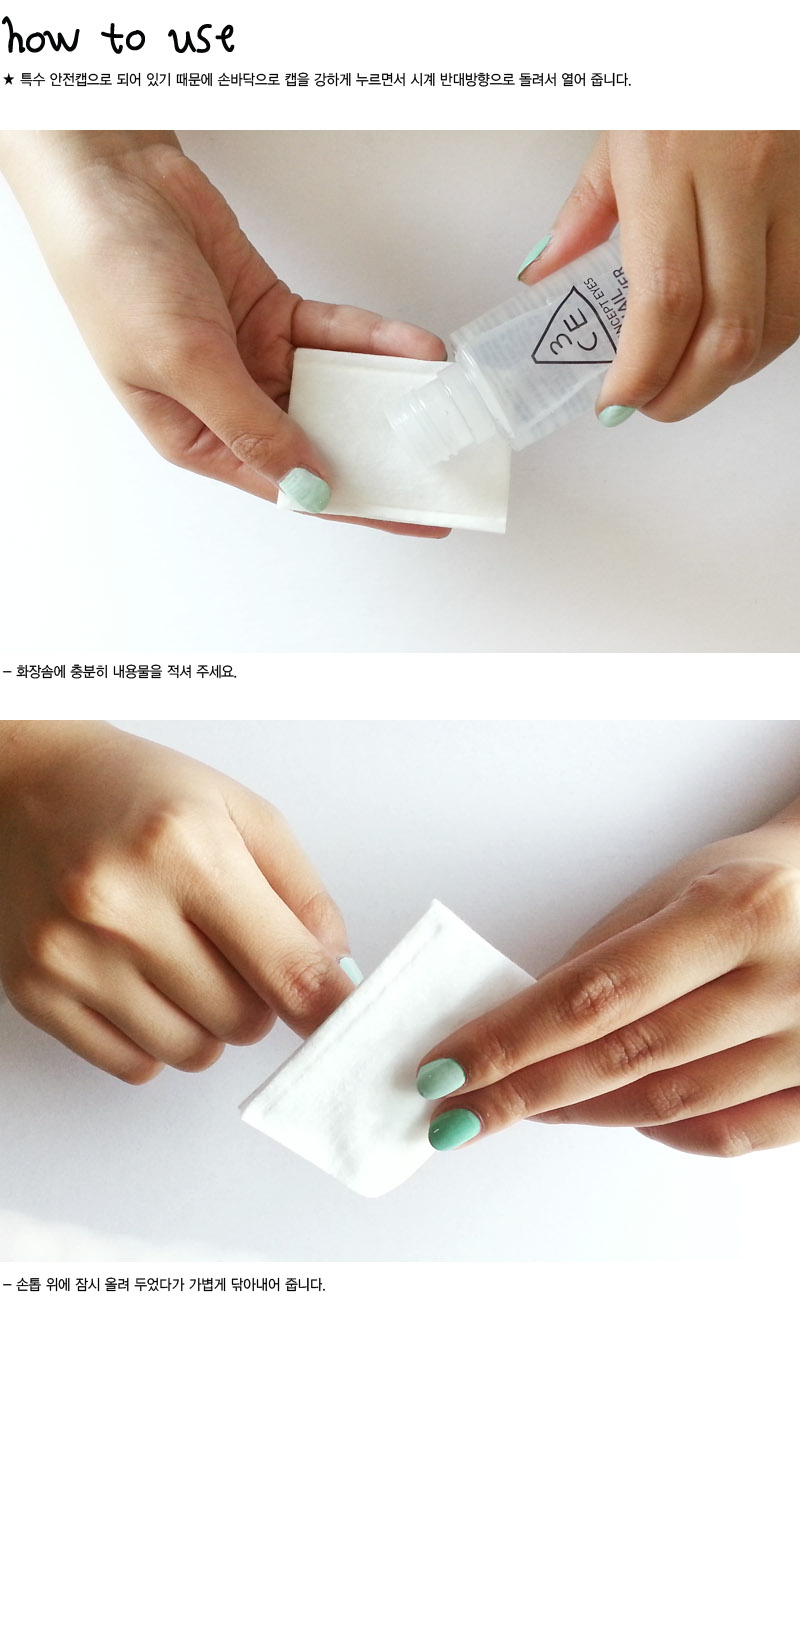 how to use
★ 특수 안전캡으로 되어 있기 때문에 손바닥으로 캡을 강하게 누르면서 시계 반대방향으로 돌려서 열어 줍니다.
3CE
NCEPT EYES
– 화장솜에 충분히 내용물을 적셔 주세요.
– 손톱 위에 잠시 올려 두었다가 가볍게 닦아내어 줍니다.